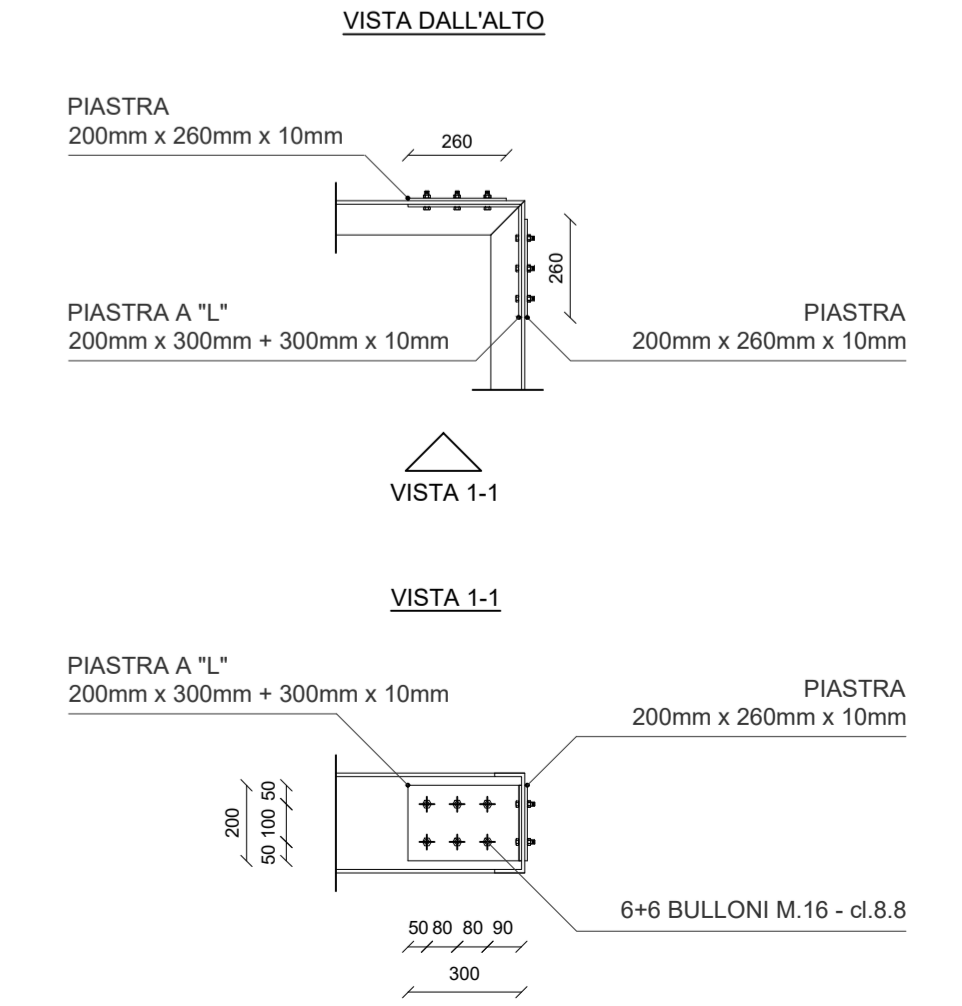 VISTA DALL'ALTO
PIASTRA
200mm x 260mm x 10mm
260
260
PIASTRA A "L"
200mm x 300mm + 300mm x 10mm
PIASTRA
200mm x 260mm x 10mm
VISTA 1-1
VISTA 1-1
PIASTRA A "L"
200mm x 300mm + 300mm x 10mm
PIASTRA
200mm x 260mm x 10mm
200
50
100
50
6+6 BULLONI M.16 - cl.8.8
50 80 80 90
300